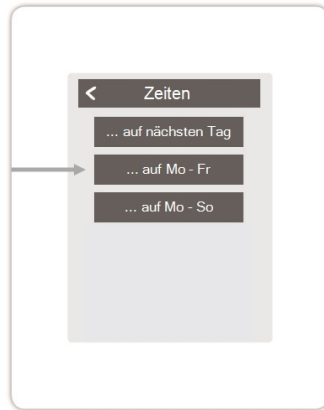 Zeiten
... auf nächsten Tag
... auf Mo - Fr
... auf Mo - So